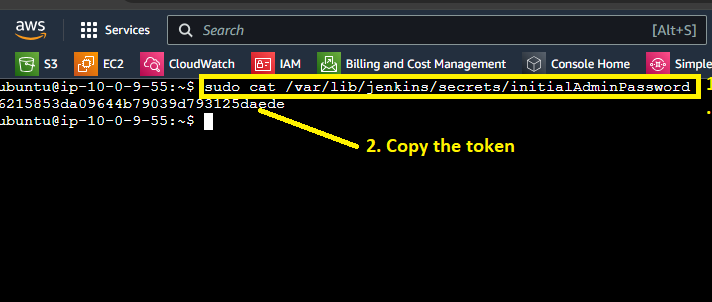 aws Services Search [Alt+S]
S3 EC2 CloudWatch IAM Billing and Cost Management Console Home Simple
ubuntu@ip-10-0-9-55:~$ sudo cat /var/lib/jenkins/secrets/initialAdminPassword 1
6215853da09644b79039d793125daede .
ubuntu@ip-10-0-9-55:~$
2. Copy the token